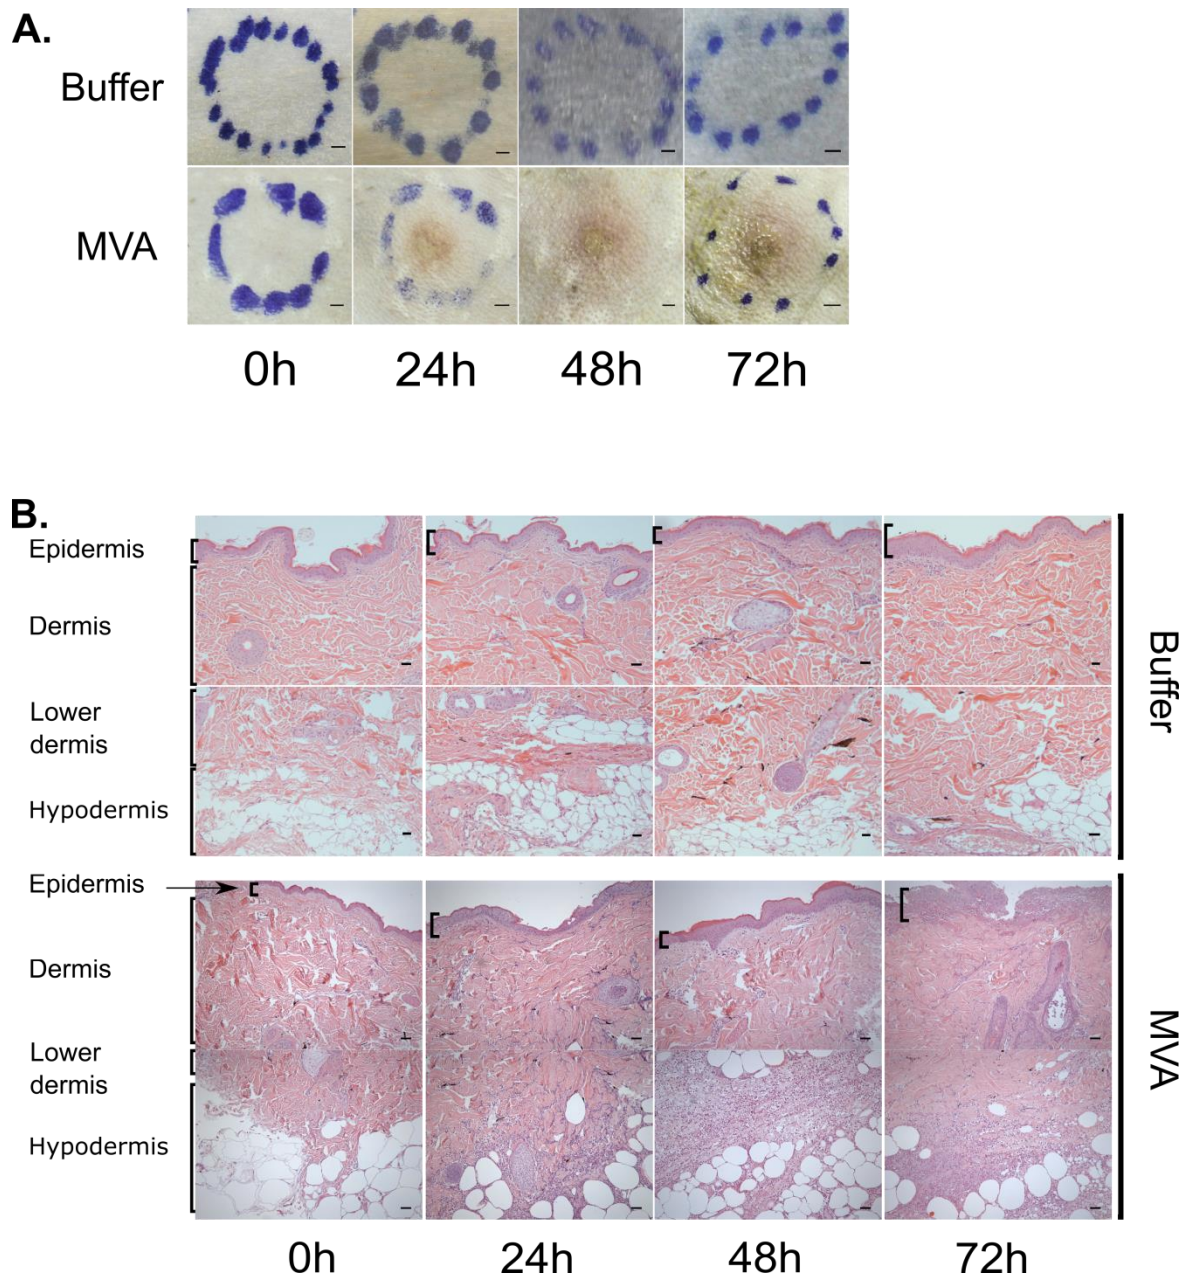 A.
Buffer
MVA
0h 24h 48h 72h
B.
Epidermis
Dermis
Lower
dermis
Hypodermis
Buffer
Epidermis
Dermis
Lower
dermis
Hypodermis
MVA
0h 24h 48h 72h